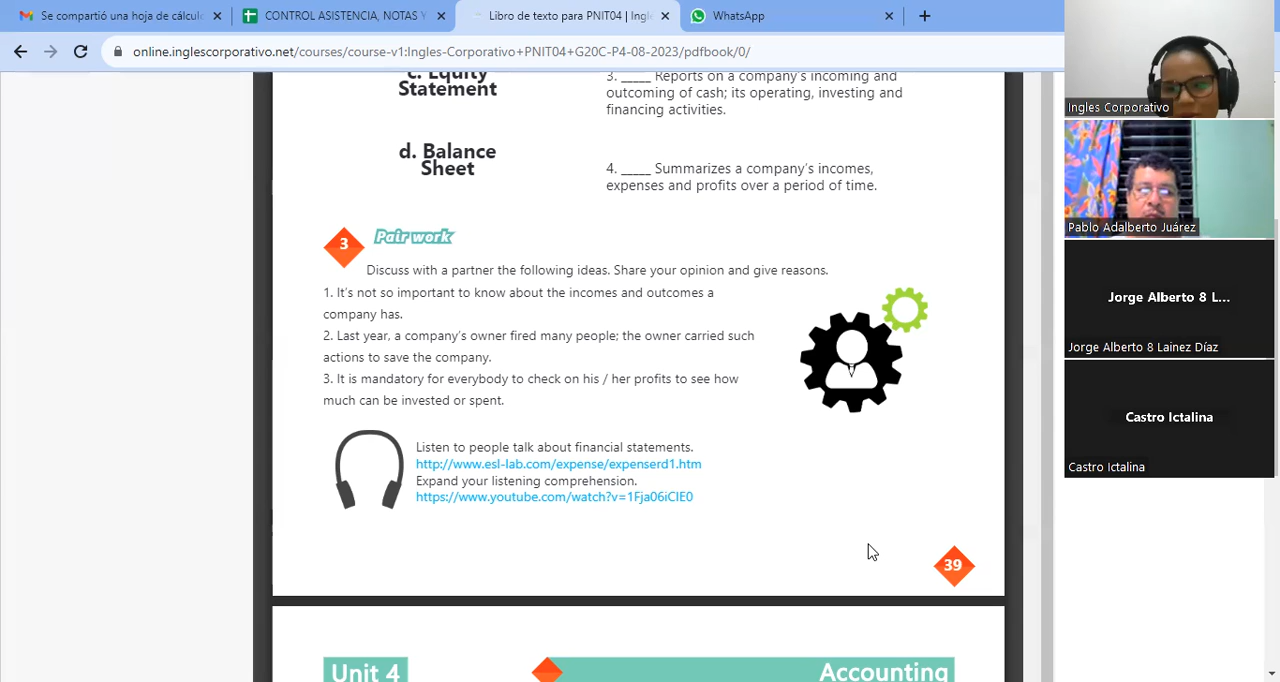 Se compartió una hoja de cálcul
CONTROL ASISTENCIA, NOTAS Y
Libro de texto para PNIT04 | Ingl
WhatsApp
online.inglescorporativo.net/courses/course-v1:Ingles-Corporativo+PNIT04+G20C-P4-08-2023/pdfbook/0/
c. Equity
Statement
3. _____ Reports on a company's incoming and
outcoming of cash; its operating, investing and
financing activities.
d. Balance
Sheet
4. _____ Summarizes a company's incomes,
expenses and profits over a period of time.
3
Pair work
Discuss with a partner the following ideas. Share your opinion and give reasons.
1. It's not so important to know about the incomes and outcomes a
company has.
2. Last year, a company's owner fired many people; the owner carried such
actions to save the company.
3. It is mandatory for everybody to check on his / her profits to see how
much can be invested or spent.
Listen to people talk about financial statements.
http://www.esl-lab.com/expense/expenserd1.htm
Expand your listening comprehension.
https://www.youtube.com/watch?v=1Fja06iCIE0
39
Unit 4
Accounting
Ingles Corporativo
Pablo Adalberto Juárez
Jorge Alberto 8 L...
Jorge Alberto 8 Lainez Díaz
Castro Ictalina
Castro Ictalina